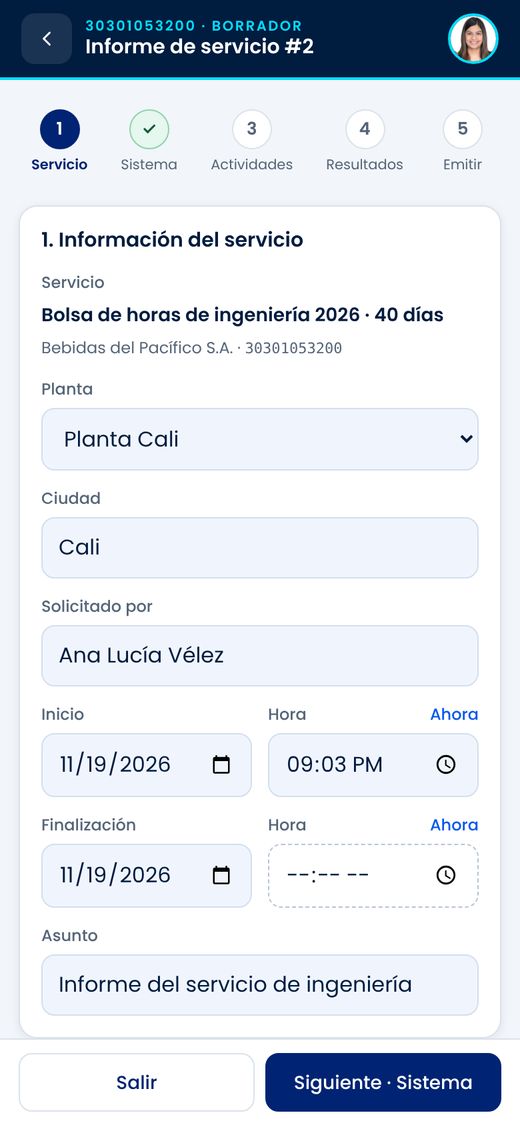 30301053200 · BORRADOR
Informe de servicio #2
1
3
4
5
Servicio
Sistema
Actividades
Resultados
Emitir
1. Información del servicio
Servicio
Bolsa de horas de ingeniería 2026 · 40 días
Bebidas del Pacífico S.A. · 30301053200
Planta
Planta Cali
Ciudad
Cali
Solicitado por
Ana Lucía Vélez
Inicio
Hora
Ahora
11/19/2026
09:03 PM
Finalización
Hora
Ahora
11/19/2026
--:-- --
Asunto
Informe del servicio de ingeniería
Salir
Siguiente · Sistema